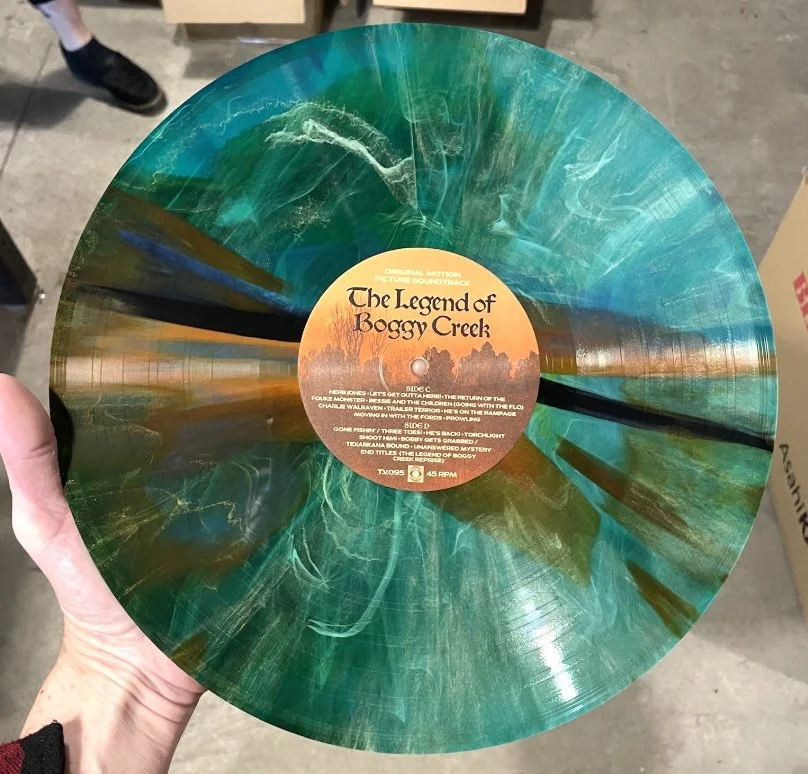 ORIGINAL MOTION
PICTURE SOUNDTRACK
The Legend of
Boggy Creek
SIDE C
HERB JONES • LET'S GET OUTTA HERE! • THE RETURN OF THE
FOUKE MONSTER • BESSIE AND THE CHILDREN (GOING WITH THE FLO)
CHARLIE WALRAVEN • TRAILER TERROR • HE'S ON THE RAMPAGE
MOVING IN WITH THE FORDS • PROWLING
SIDE D
GONE FISHIN' / THREE TOES! • HE'S BACK! • TORCHLIGHT
SHOOT HIM! • BOBBY GETS GRABBED /
TEXARKANA BOUND • UNANSWERED MYSTERY
END TITLES (THE LEGEND OF BOGGY
CREEK REPRISE)
TV095 45 RPM
Asahi